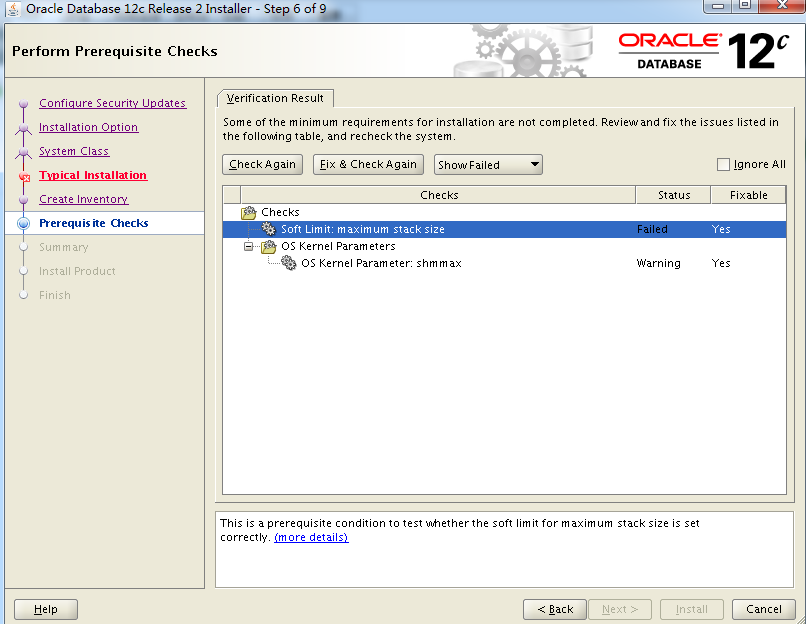 Oracle Database 12c Release 2 Installer - Step 6 of 9
Perform Prerequisite Checks
ORACLE®
DATABASE
12c
Configure Security Updates
Installation Option
System Class
Typical Installation
Create Inventory
Prerequisite Checks
Summary
Install Product
Finish
Verification Result
Some of the minimum requirements for installation are not completed. Review and fix the issues listed in
the following table, and recheck the system.
Check Again
Fix & Check Again
Show Failed
Ignore All
Checks Status Fixable
Checks
Soft Limit: maximum stack size Failed Yes
OS Kernel Parameters
OS Kernel Parameter: shmmax Warning Yes
This is a prerequisite condition to test whether the soft limit for maximum stack size is set
correctly. (more details)
Help
< Back
Next >
Install
Cancel